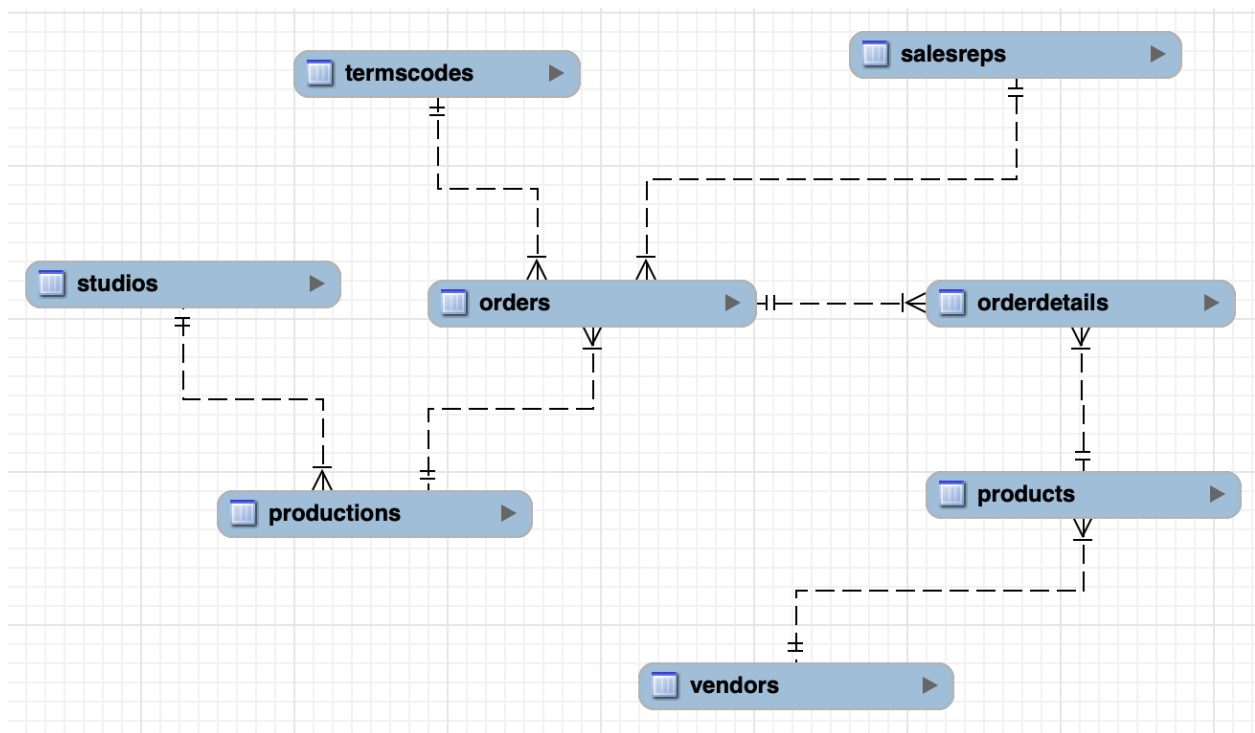 salesreps
termscodes
studios
orders
orderdetails
products
productions
vendors